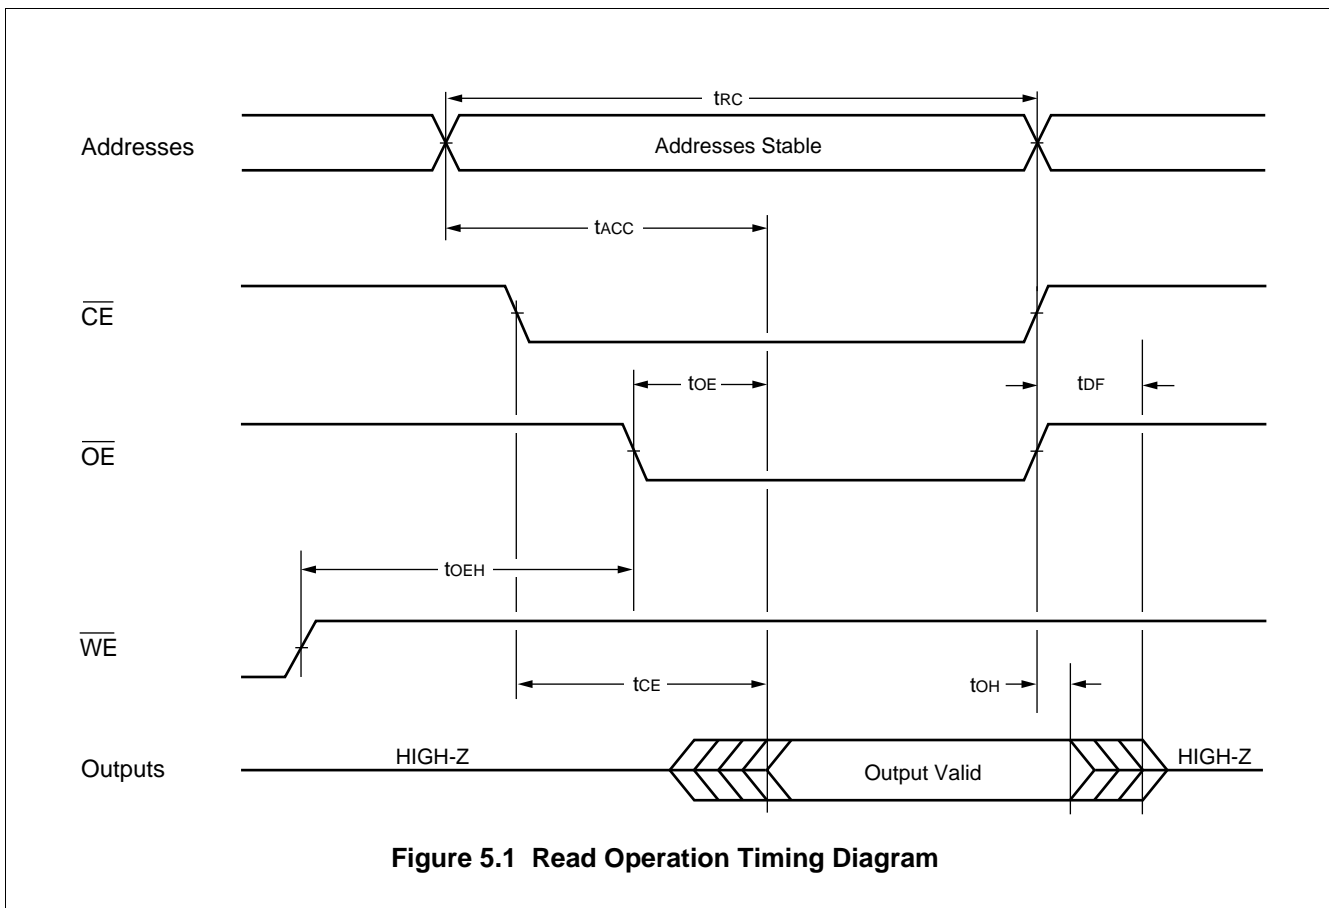 tRC
Addresses
Addresses Stable
tACC
CE
tOE
tDF
OE
tOEH
WE
tCE
tOH
HIGH-Z
HIGH-Z
Outputs
Output Valid
Figure 5.1 Read Operation Timing Diagram